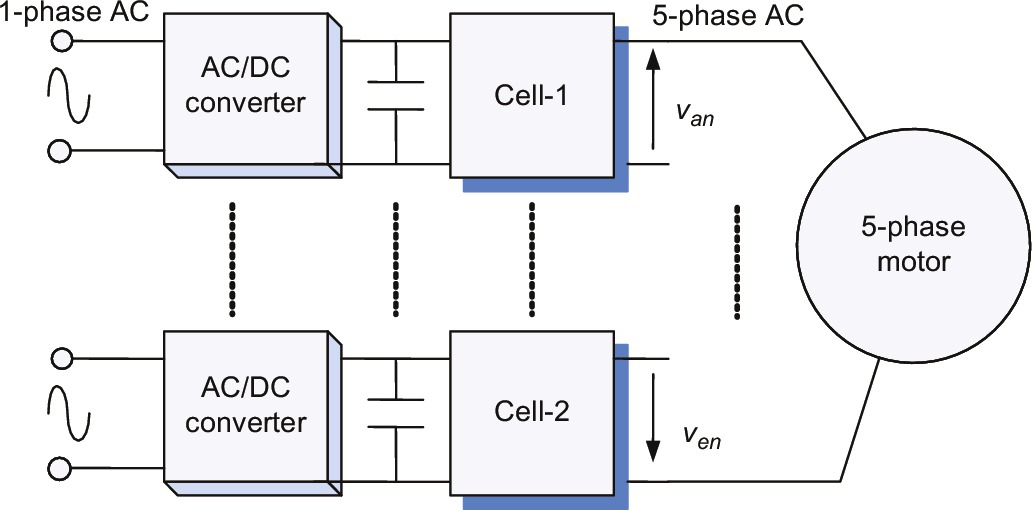 1-phase AC
5-phase AC
AC/DC
converter
Cell-1
van
5-phase
motor
AC/DC
converter
Cell-2
ven